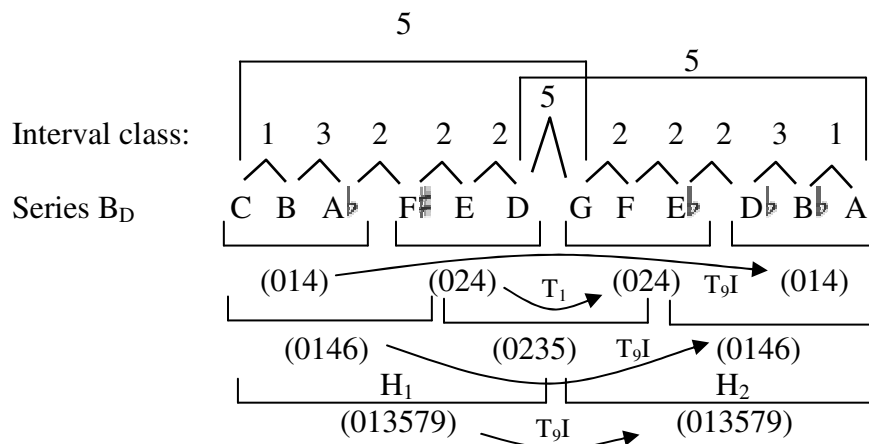 5
5
5
Interval class: 1 3 2 2 2 2 2 2 3 1
Series B_D C B A♭ F♯ E D G F E♭ D♭ B♭ A
(014) (024) T₁ (024) T₉I (014)
(0146) (0235) T₉I (0146)
H₁ H₂
(013579) T₉I (013579)